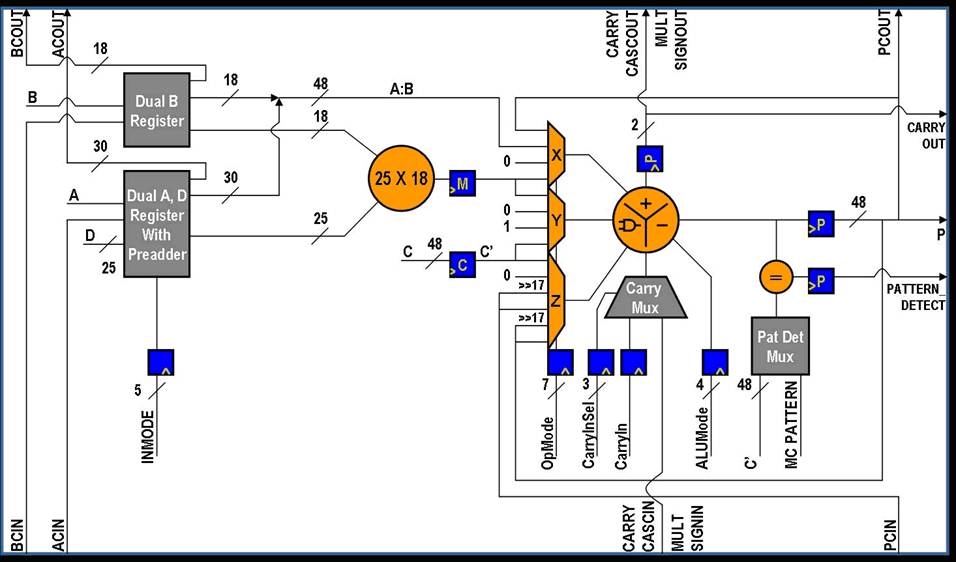 BCOUT
ACOUT
CARRY
CASCOUT
MULT
SIGNOUT
PCOUT
18
B
Dual B
Register
18
48
A:B
18
2
CARRY
OUT
P
30
A
D
25
Dual A, D
Register
With
Preadder
30
25
25 X 18
M
C
48
C
C'
0
0
1
0
>>17
>>17
X
Y
Z
+
−
P
48
P
=
P
PATTERN_
DETECT
Carry
Mux
Pat Det
Mux
5
INMODE
7
OpMode
3
CarryInSel
CarryIn
4
ALUMode
48
C'
MC PATTERN
BCIN
ACIN
CARRY
CASCIN
MULT
SIGNIN
PCIN